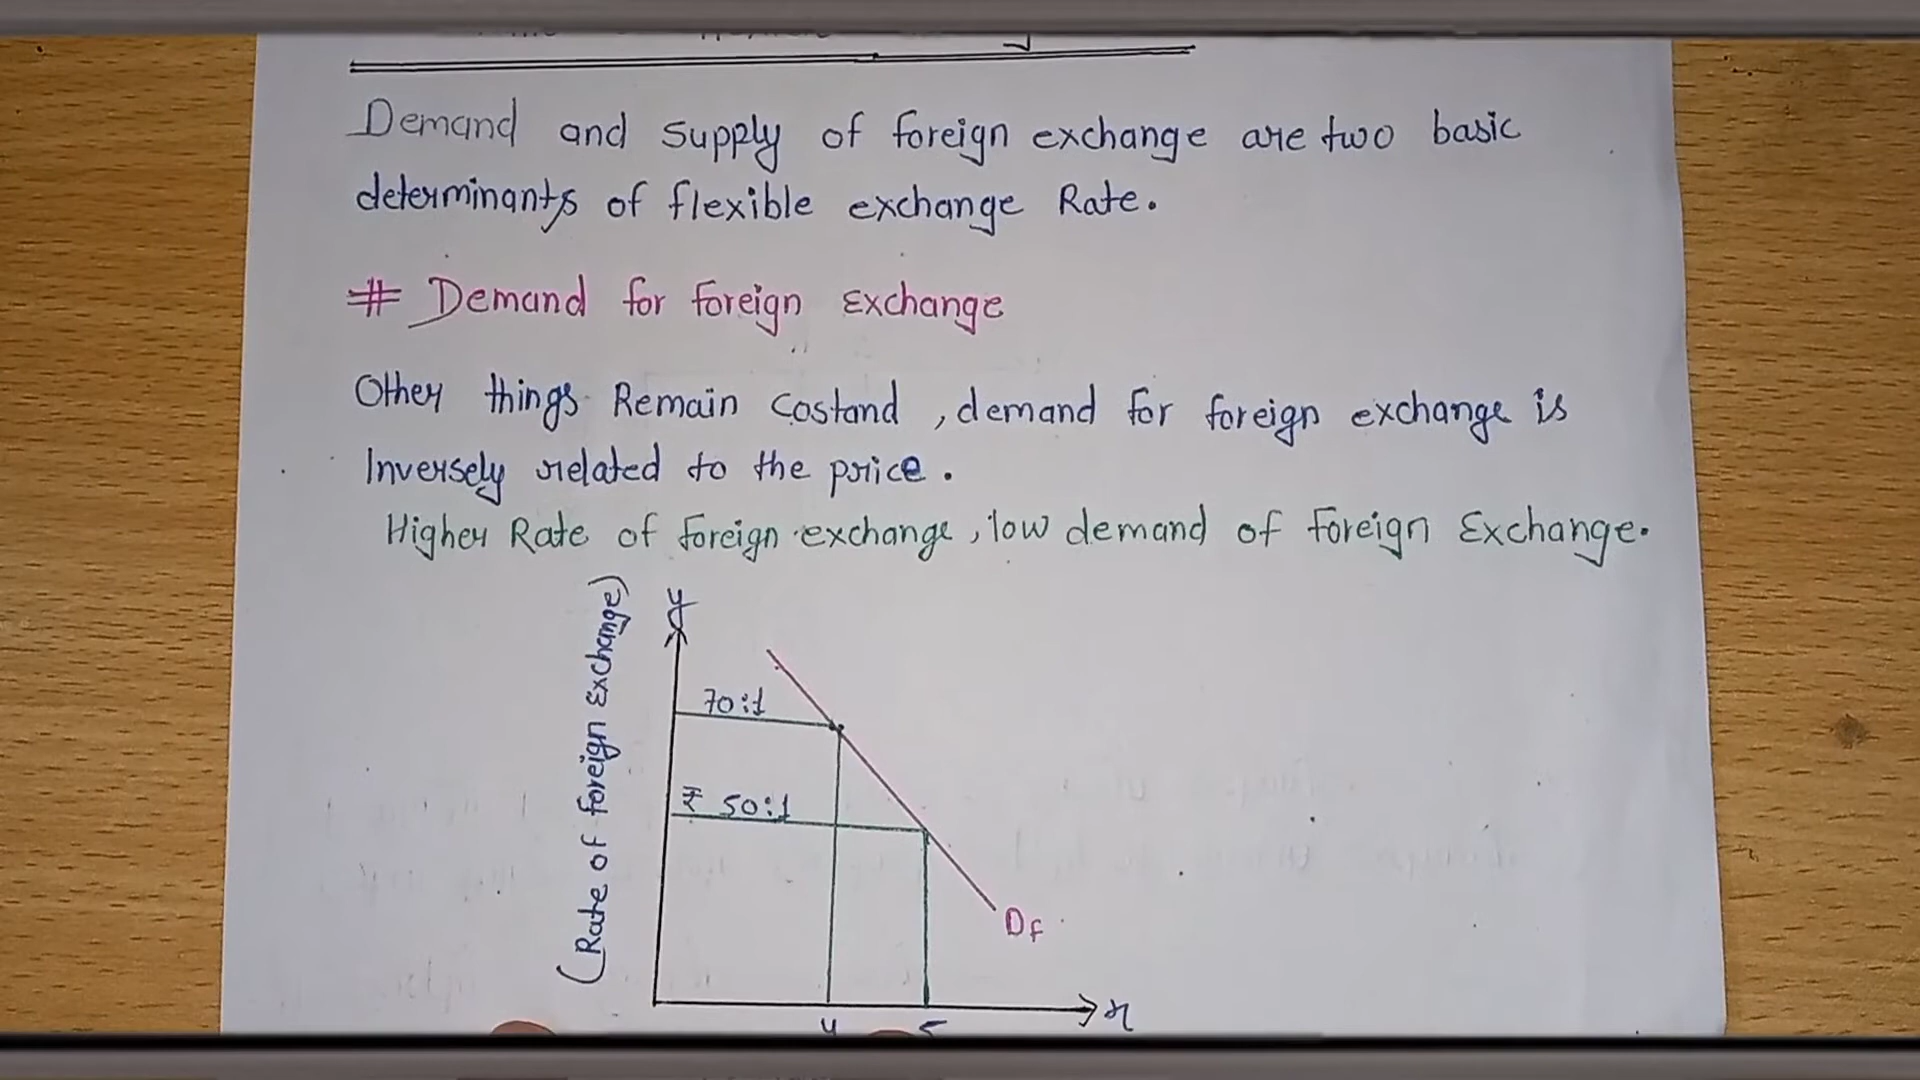 Demand and supply of foreign exchange are two basic
determinants of flexible exchange Rate.
# Demand for foreign Exchange
Other things Remain Costand, demand for foreign exchange is
Inversely related to the price.
Higher Rate of foreign exchange, low demand of foreign Exchange.
(Rate of foreign Exchange)
y
70:1
₹ 50:1
Df
x
4
5